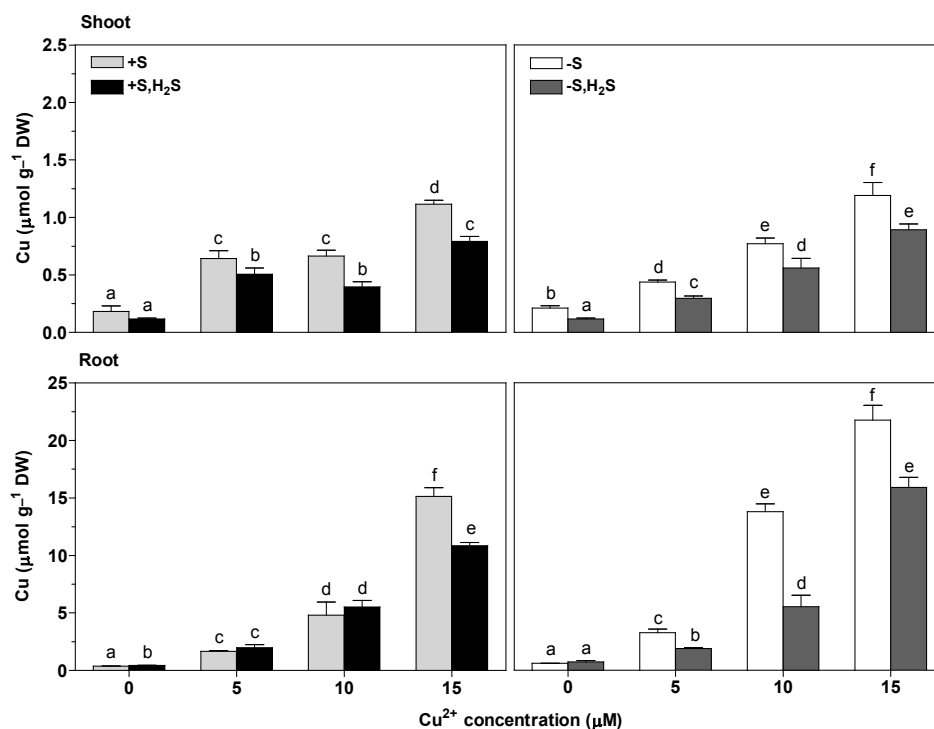 Shoot
2.5
2.0
1.5
1.0
0.5
0.0
Cu (μmol g⁻¹ DW)
+S
+S,H₂S
a a c b c b d c
-S
-S,H₂S
b a d c e d f e
Root
25
20
15
10
5
0
Cu (μmol g⁻¹ DW)
a b c c d d f e
a a c b e d f e
0 5 10 15 0 5 10 15
Cu²⁺ concentration (μM)